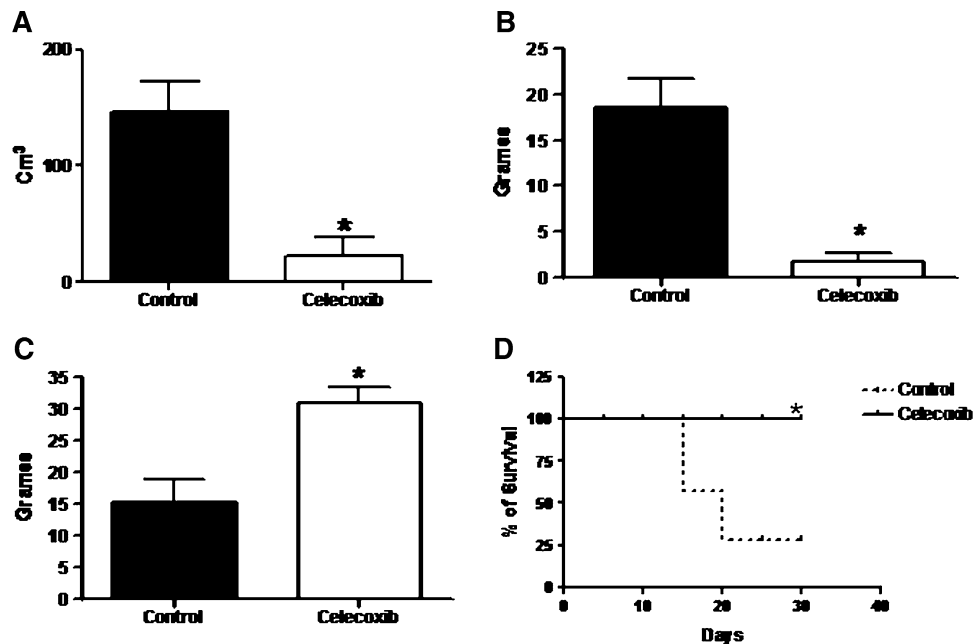 A
200
100
0
Cm³
*
Control
Celecoxib
B
25
20
15
10
5
0
Grames
*
Control
Celecoxib
C
35
30
25
20
15
10
5
0
Grames
*
Control
Celecoxib
D
125
100
75
50
25
0
% of Survival
*
Control
Celecoxib
0
10
20
30
40
Days